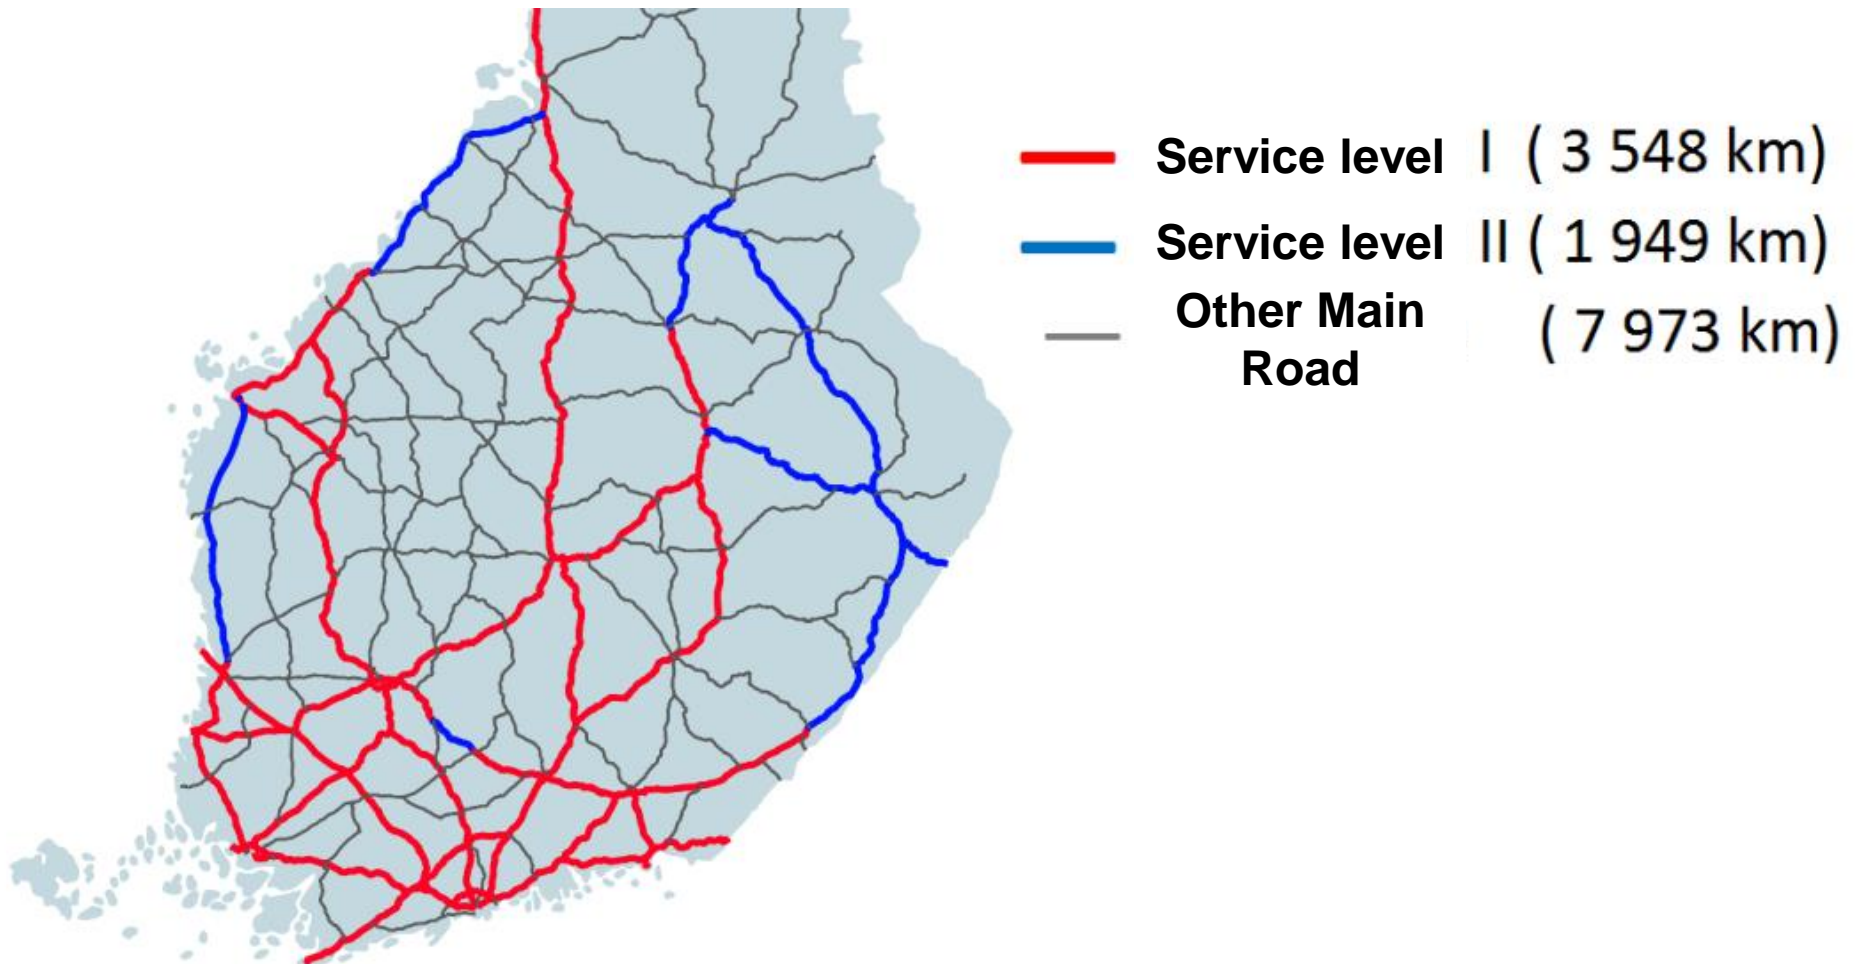 Service level I ( 3 548 km)
Service level II ( 1 949 km)
Other Main
Road ( 7 973 km)